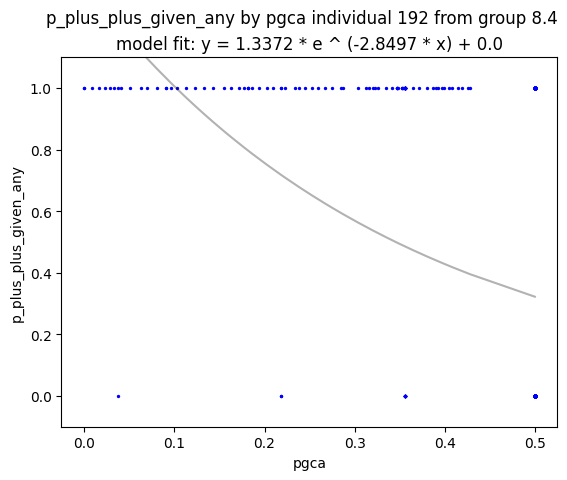 p_plus_plus_given_any by pgca individual 192 from group 8.4
model fit: y = 1.3372 * e ^ (-2.8497 * x) + 0.0
1.0
0.8
0.6
0.4
0.2
0.0
p_plus_plus_given_any
0.0 0.1 0.2 0.3 0.4 0.5
pgca